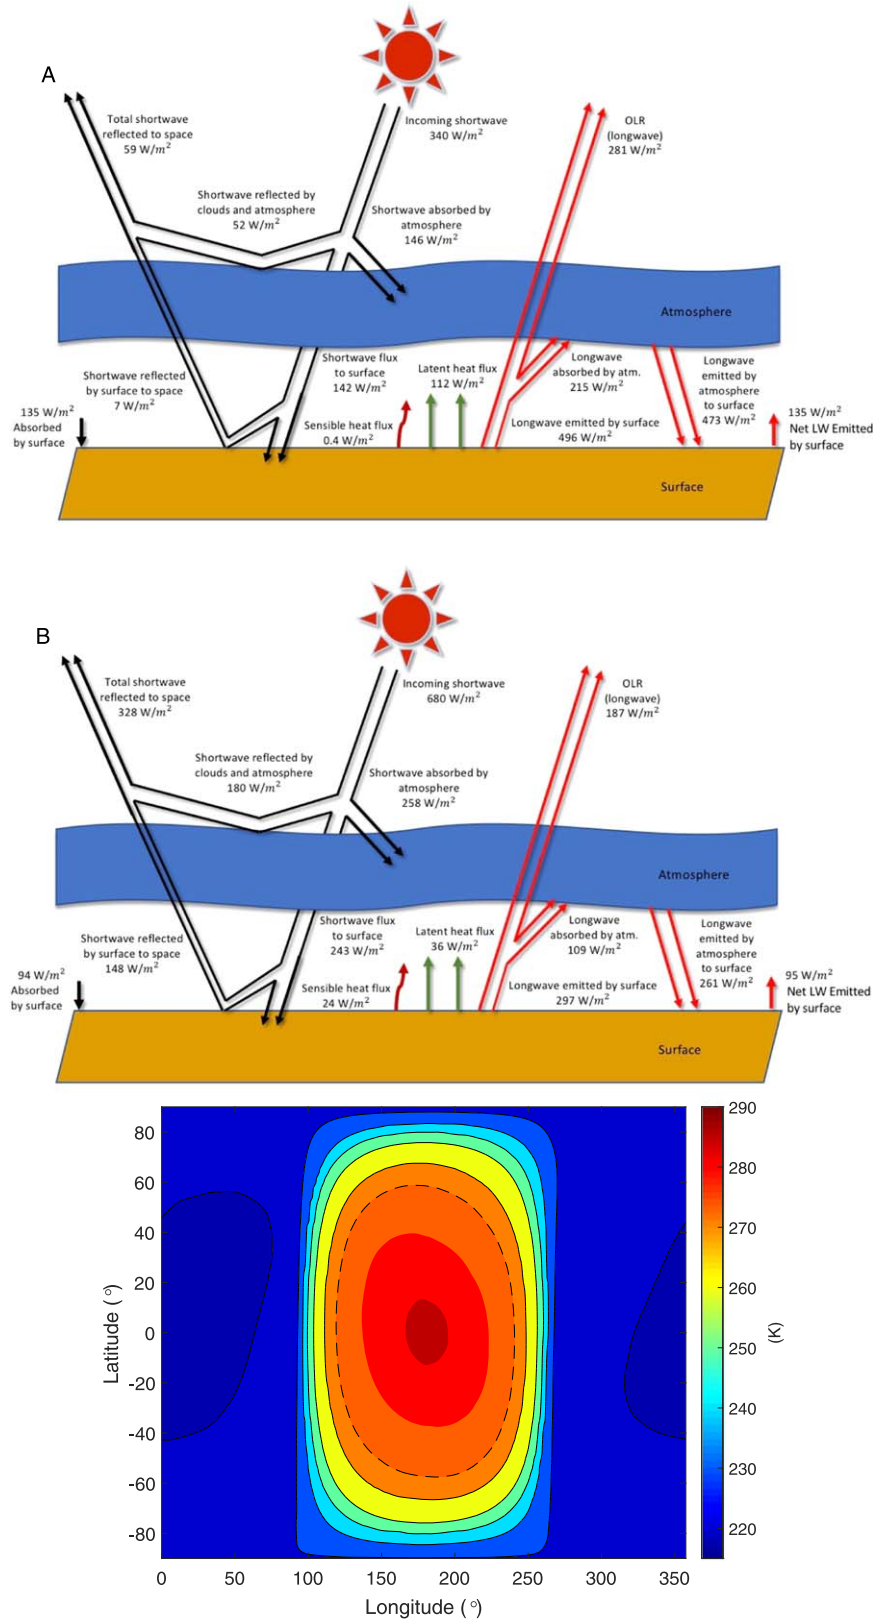 A
Total shortwave
reflected to space
59 W/m²
Incoming shortwave
340 W/m²
OLR
(longwave)
281 W/m²
Shortwave reflected by
clouds and atmosphere
52 W/m²
Shortwave absorbed by
atmosphere
146 W/m²
Atmosphere
Shortwave reflected
by surface to space
7 W/m²
Shortwave flux
to surface
142 W/m²
Latent heat flux
112 W/m²
Longwave
absorbed by atm.
215 W/m²
Longwave
emitted by
atmosphere
to surface
473 W/m²
135 W/m²
Absorbed
by surface
Sensible heat flux
0.4 W/m²
Longwave emitted by surface
496 W/m²
135 W/m²
Net LW Emitted
by surface
Surface
B
Total shortwave
reflected to space
328 W/m²
Incoming shortwave
680 W/m²
OLR
(longwave)
187 W/m²
Shortwave reflected by
clouds and atmosphere
180 W/m²
Shortwave absorbed by
atmosphere
258 W/m²
Atmosphere
Shortwave reflected
by surface to space
148 W/m²
Shortwave flux
to surface
243 W/m²
Latent heat flux
36 W/m²
Longwave
absorbed by atm.
109 W/m²
Longwave
emitted by
atmosphere
to surface
261 W/m²
94 W/m²
Absorbed
by surface
Sensible heat flux
24 W/m²
Longwave emitted by surface
297 W/m²
95 W/m²
Net LW Emitted
by surface
Surface
80
60
40
20
0
-20
-40
-60
-80
Latitude (°)
0 50 100 150 200 250 300 350
Longitude (°)
290
280
270
260
250
240
230
220
(K)